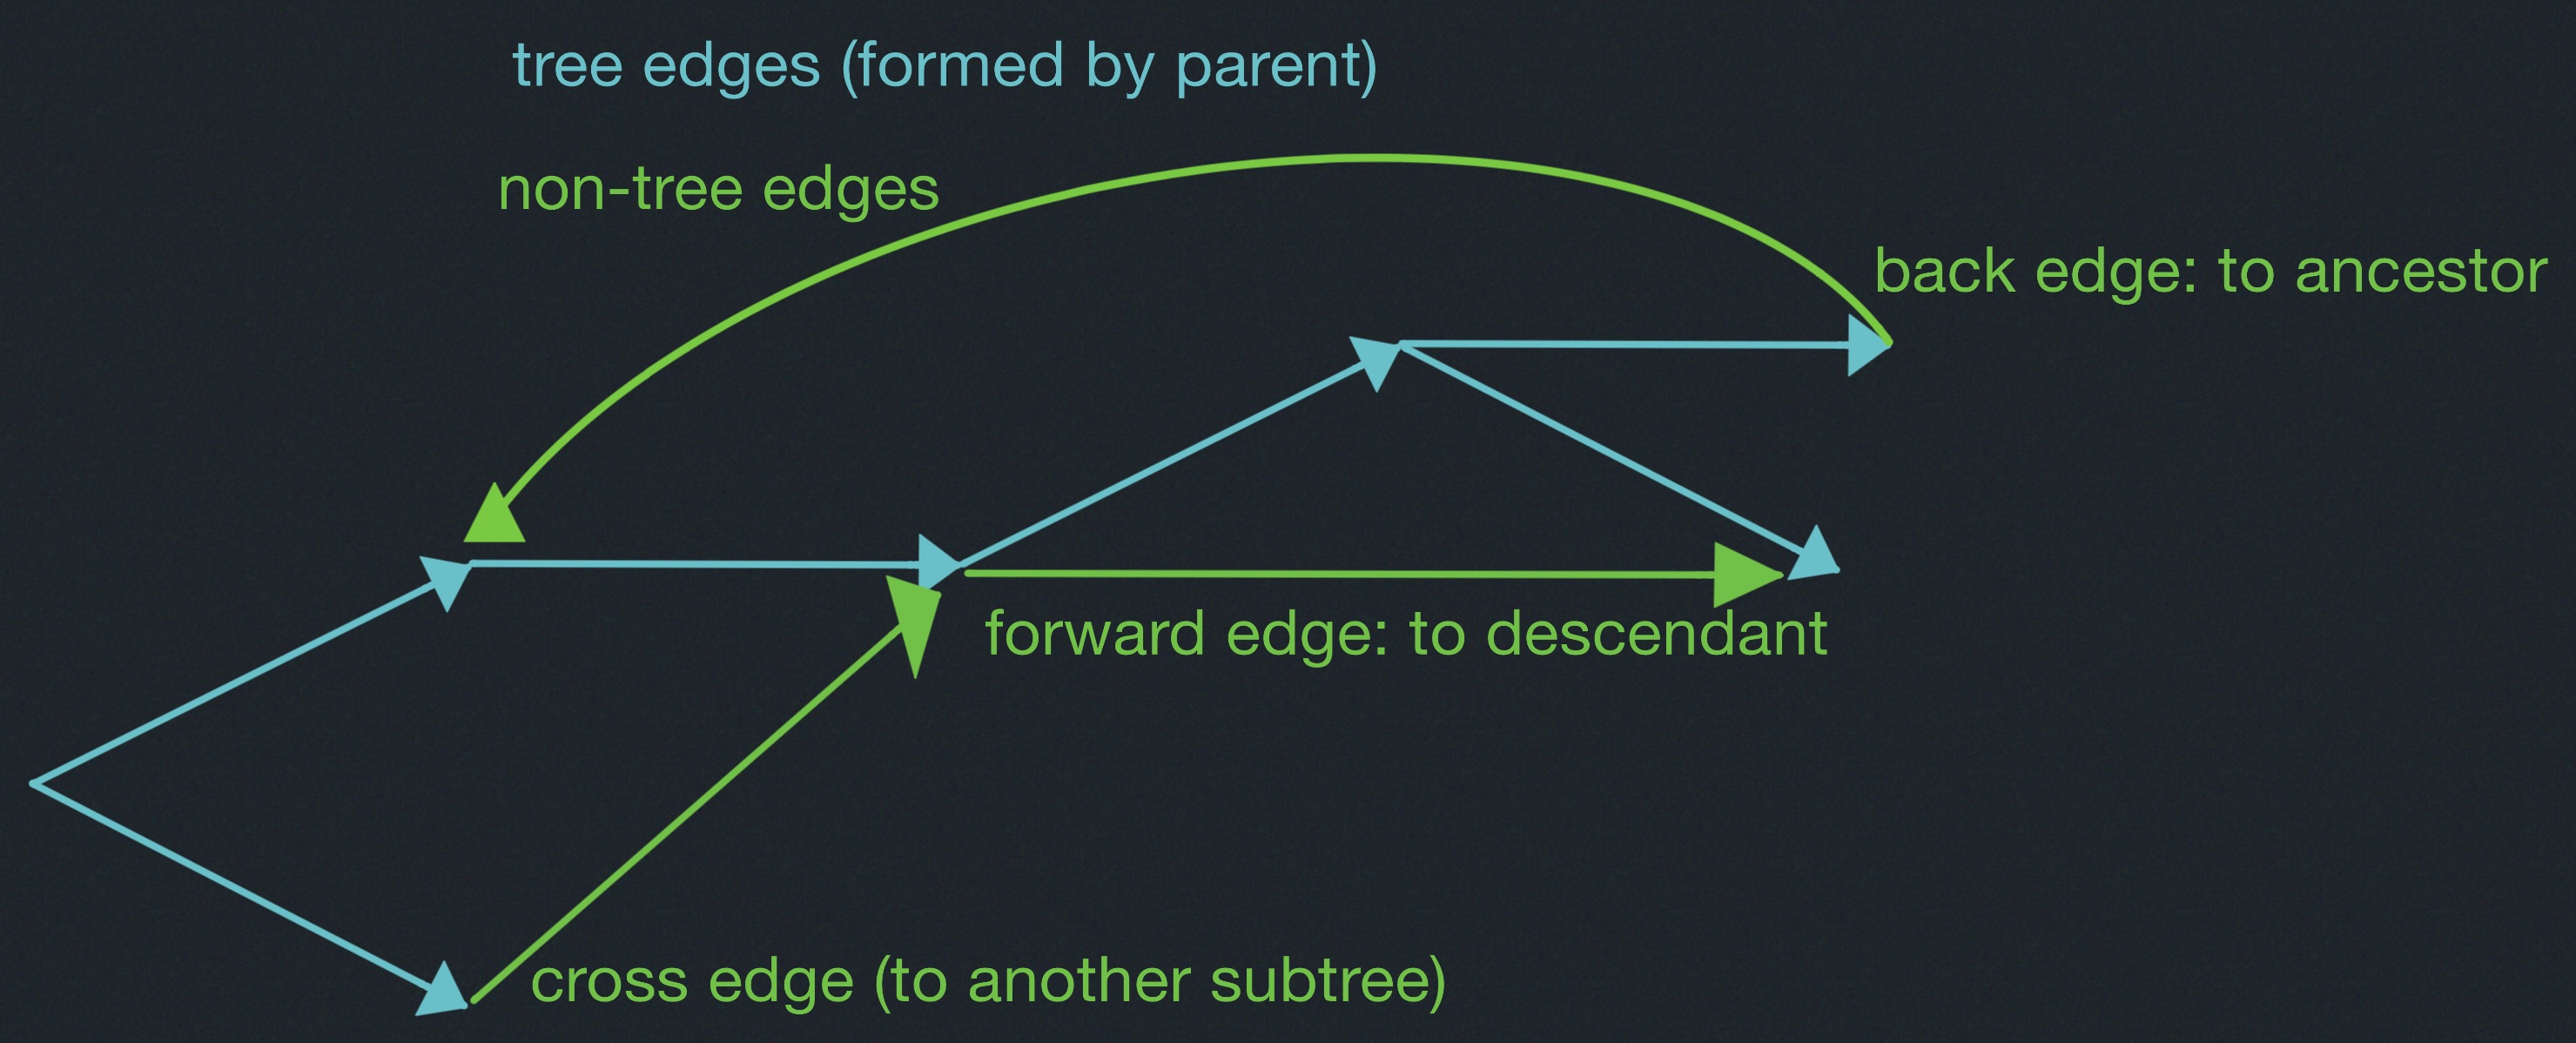 tree edges (formed by parent)
non-tree edges
back edge: to ancestor
forward edge: to descendant
cross edge (to another subtree)